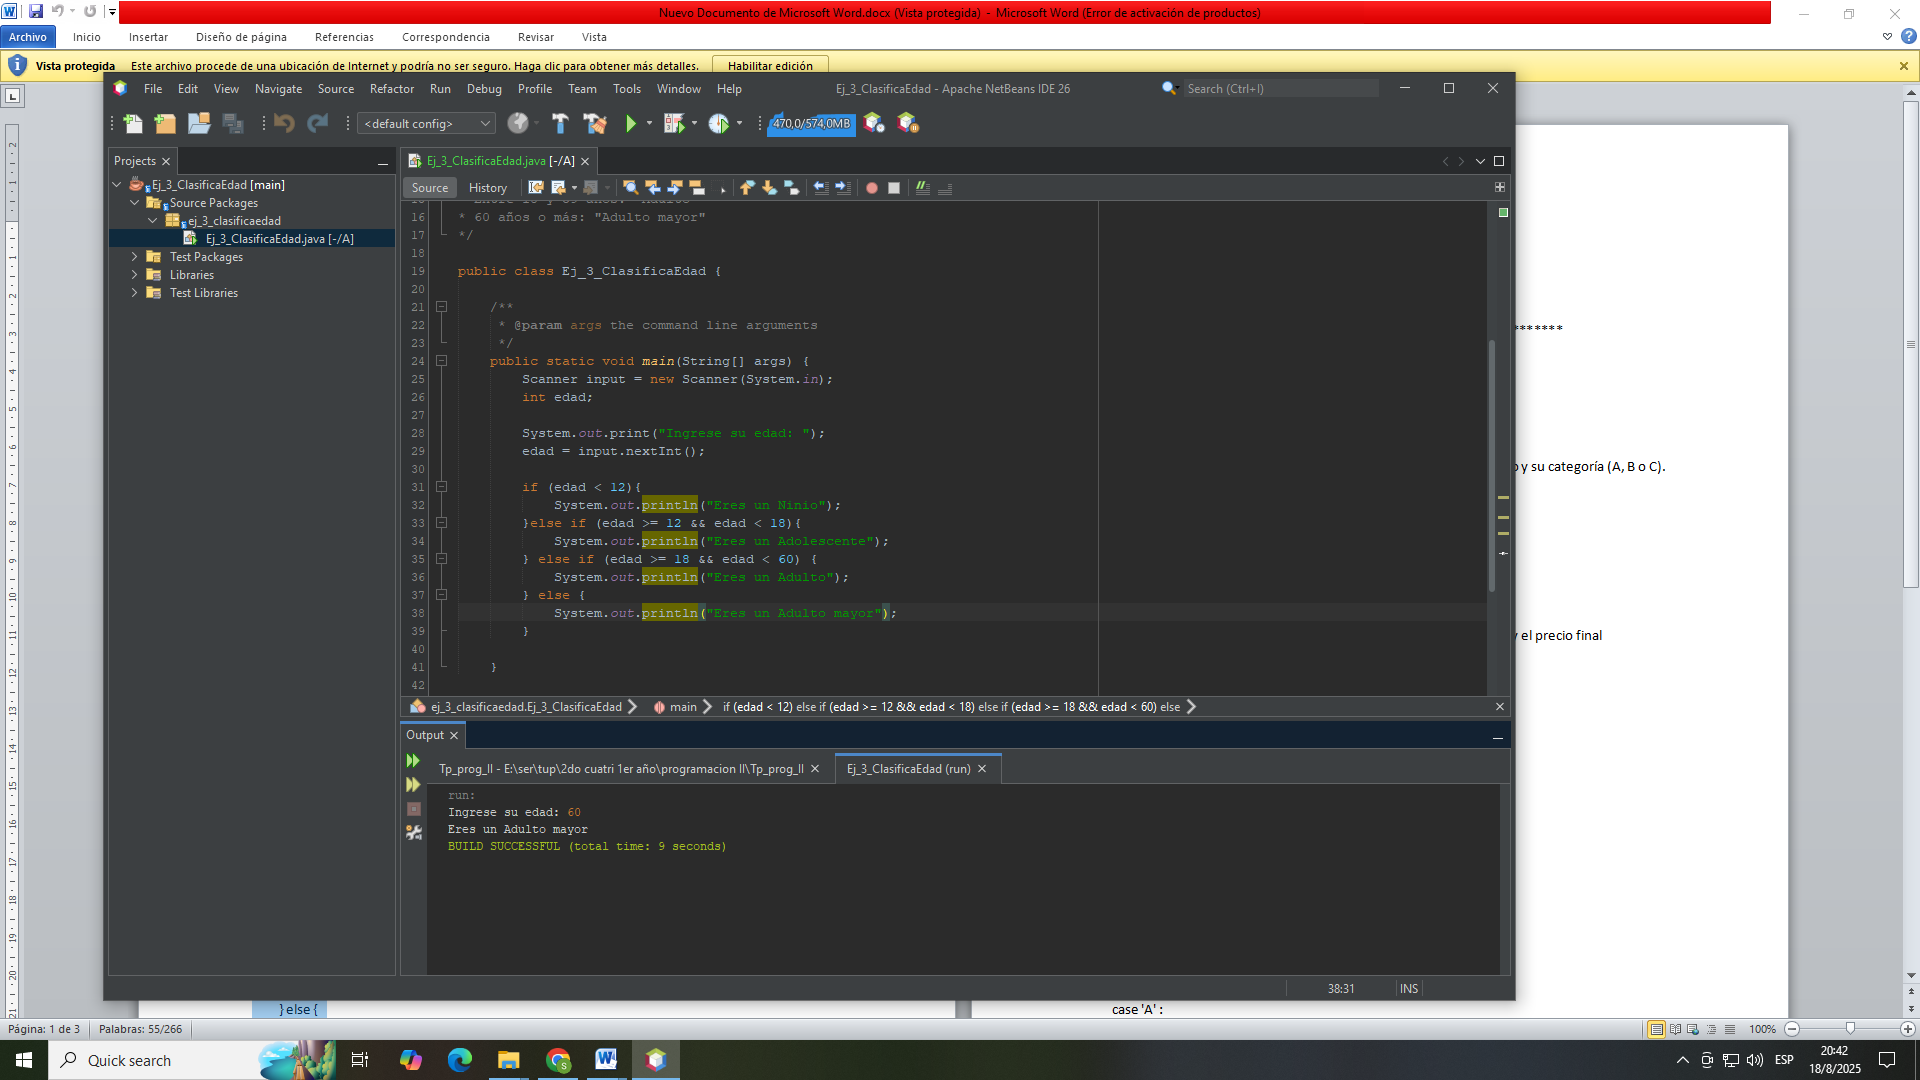 Nuevo Documento de Microsoft Word.docx (Vista protegida) - Microsoft Word (Error de activación de productos)
Archivo Inicio Insertar Diseño de página Referencias Correspondencia Revisar Vista
Vista protegida Este archivo procede de una ubicación de Internet y podría no ser seguro. Haga clic para obtener más detalles. Habilitar edición
File Edit View Navigate Source Refactor Run Debug Profile Team Tools Window Help Ej_3_ClasificaEdad - Apache NetBeans IDE 26 Search (Ctrl+I)
<default config> 470,0/574,0MB
Projects
Ej_3_ClasificaEdad [main]
Source Packages
ej_3_clasificaedad
Ej_3_ClasificaEdad.java [-/A]
Test Packages
Libraries
Test Libraries
Ej_3_ClasificaEdad.java [-/A]
Source History
16 * 60 años o más: "Adulto mayor"
17 */
18
19 public class Ej_3_ClasificaEdad {
20
21 /**
22 * @param args the command line arguments
23 */
24 public static void main(String[] args) {
25 Scanner input = new Scanner(System.in);
26 int edad;
27
28 System.out.print("Ingrese su edad: ");
29 edad = input.nextInt();
30
31 if (edad < 12){
32 System.out.println("Eres un Ninio");
33 }else if (edad >= 12 && edad < 18){
34 System.out.println("Eres un Adolescente");
35 } else if (edad >= 18 && edad < 60) {
36 System.out.println("Eres un Adulto");
37 } else {
38 System.out.println("Eres un Adulto mayor");
39 }
40
41 }
42
ej_3_clasificaedad.Ej_3_ClasificaEdad main if (edad < 12) else if (edad >= 12 && edad < 18) else if (edad >= 18 && edad < 60) else
Output
Tp_prog_II - E:\ser\tup\2do cuatri 1er año\programacion II\Tp_prog_II Ej_3_ClasificaEdad (run)
run:
Ingrese su edad: 60
Eres un Adulto mayor
BUILD SUCCESSFUL (total time: 9 seconds)
38:31 INS
*******
y su categoría (A, B o C).
y el precio final
} else {
case 'A' :
Página: 1 de 3 Palabras: 55/266 100%
Quick search ESP 20:42
18/8/2025